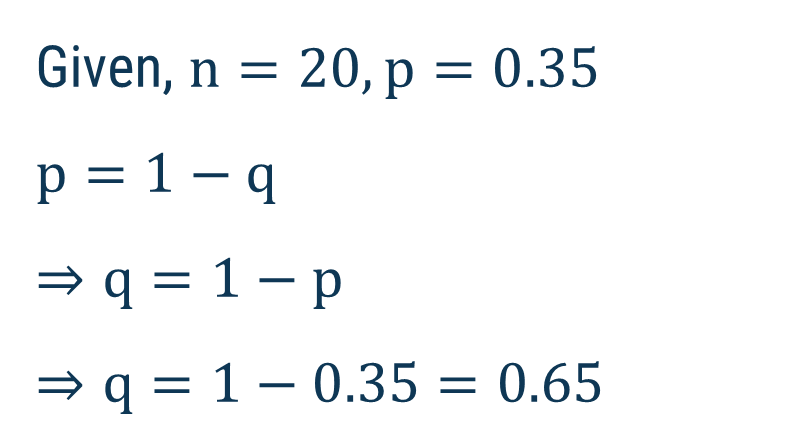 Given, n = 20, p = 0.35
p = 1 − q
⇒ q = 1 − p
⇒ q = 1 − 0.35 = 0.65